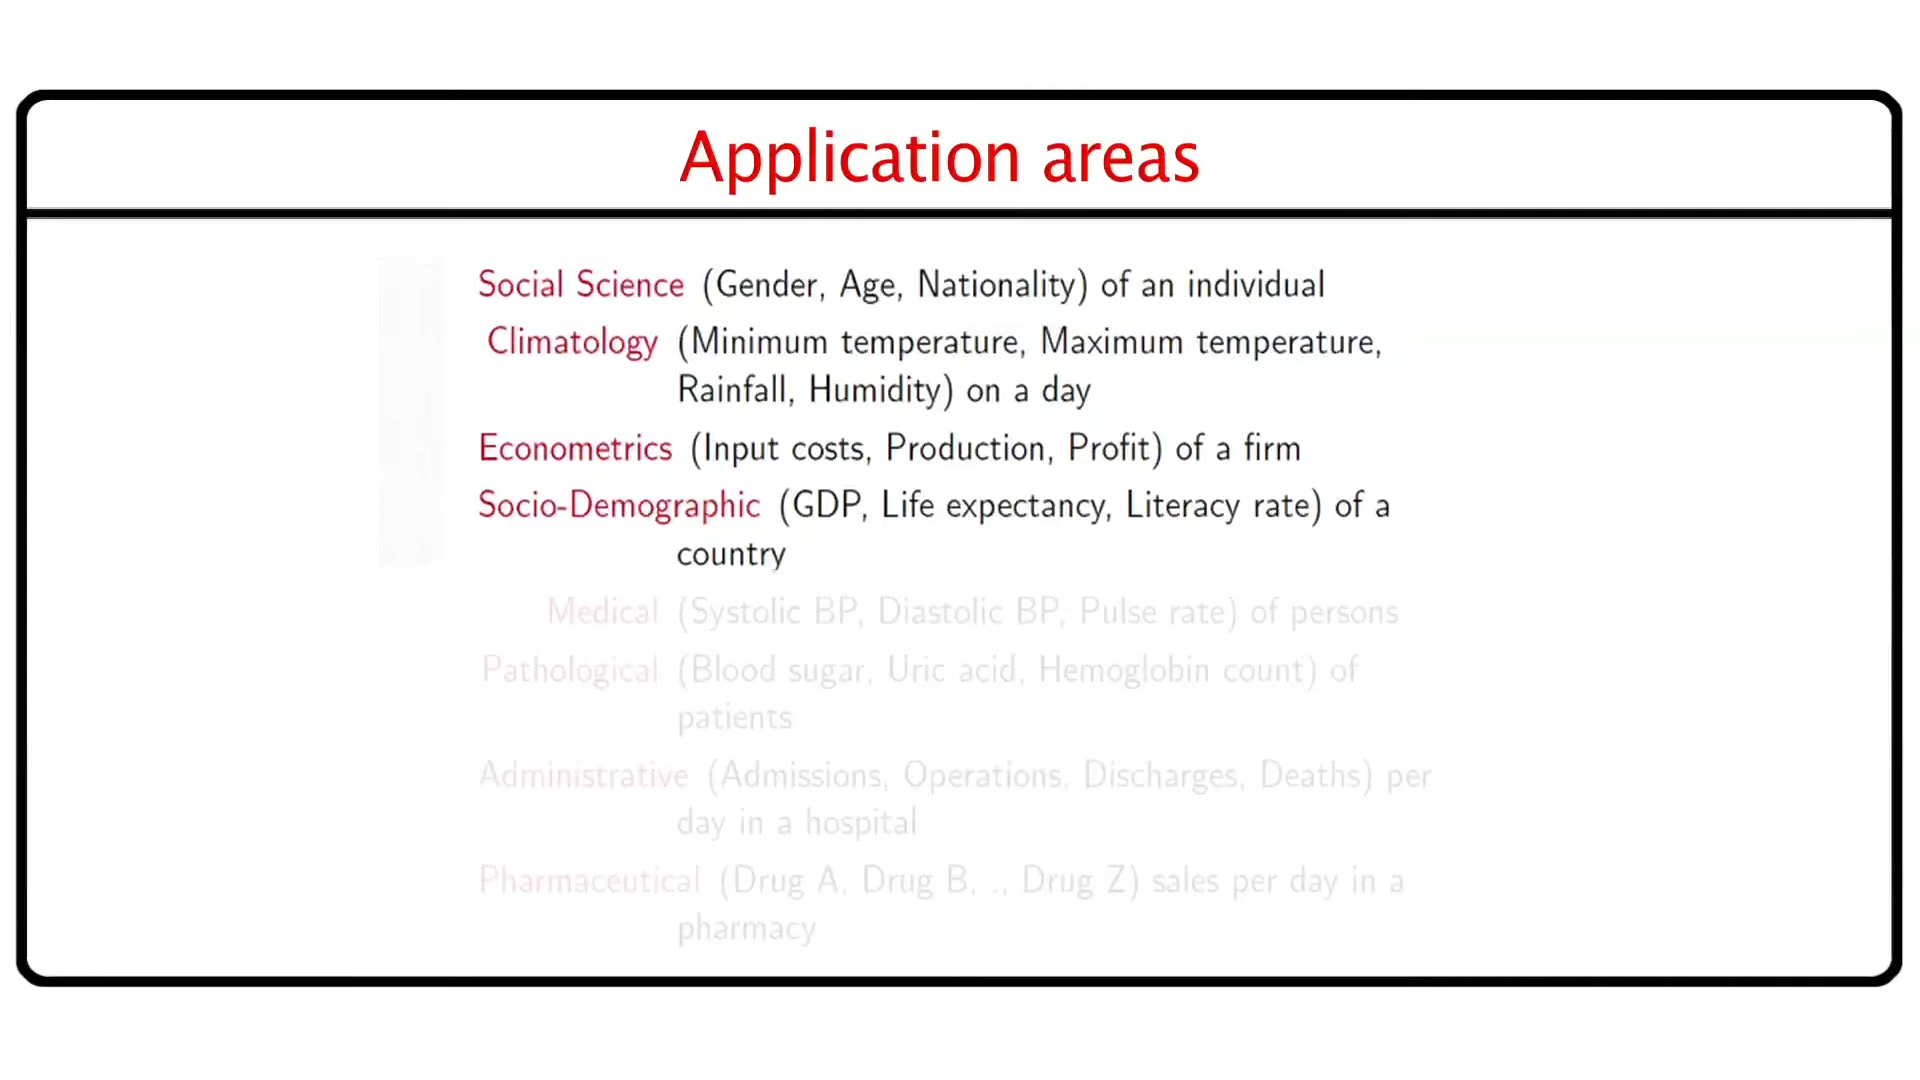 Application areas
Social Science (Gender, Age, Nationality) of an individual
Climatology (Minimum temperature, Maximum temperature,
Rainfall, Humidity) on a day
Econometrics (Input costs, Production, Profit) of a firm
Socio-Demographic (GDP, Life expectancy, Literacy rate) of a
country
Medical (Systolic BP, Diastolic BP, Pulse rate) of persons
Pathological (Blood sugar, Uric acid, Hemoglobin count) of
patients
Administrative (Admissions, Operations, Discharges, Deaths) per
day in a hospital
Pharmaceutical (Drug A, Drug B, ., Drug Z) sales per day in a
pharmacy